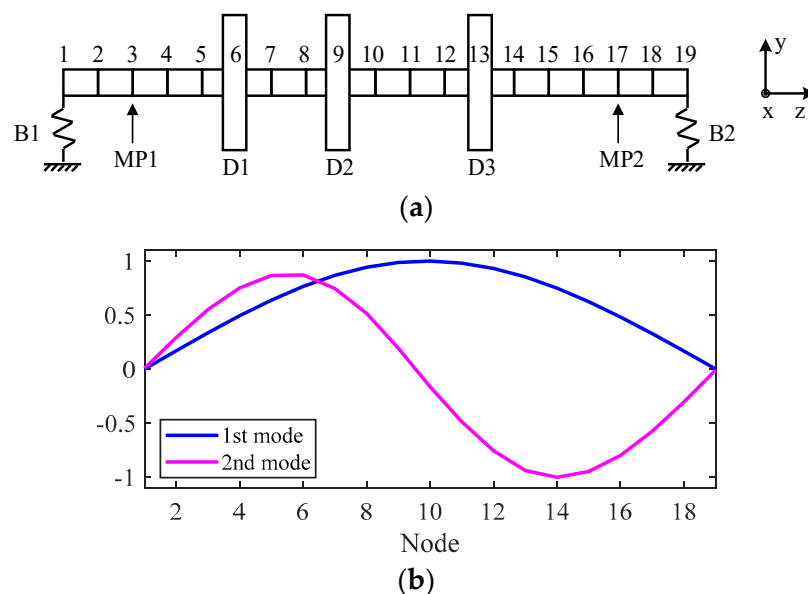 1 2 3 4 5 6 7 8 9 10 11 12 13 14 15 16 17 18 19
y
x z
B1 B2
MP1 D1 D2 D3 MP2
(a)
1
0.5
0
-0.5
-1
1st mode
2nd mode
2 4 6 8 10 12 14 16 18
Node
(b)